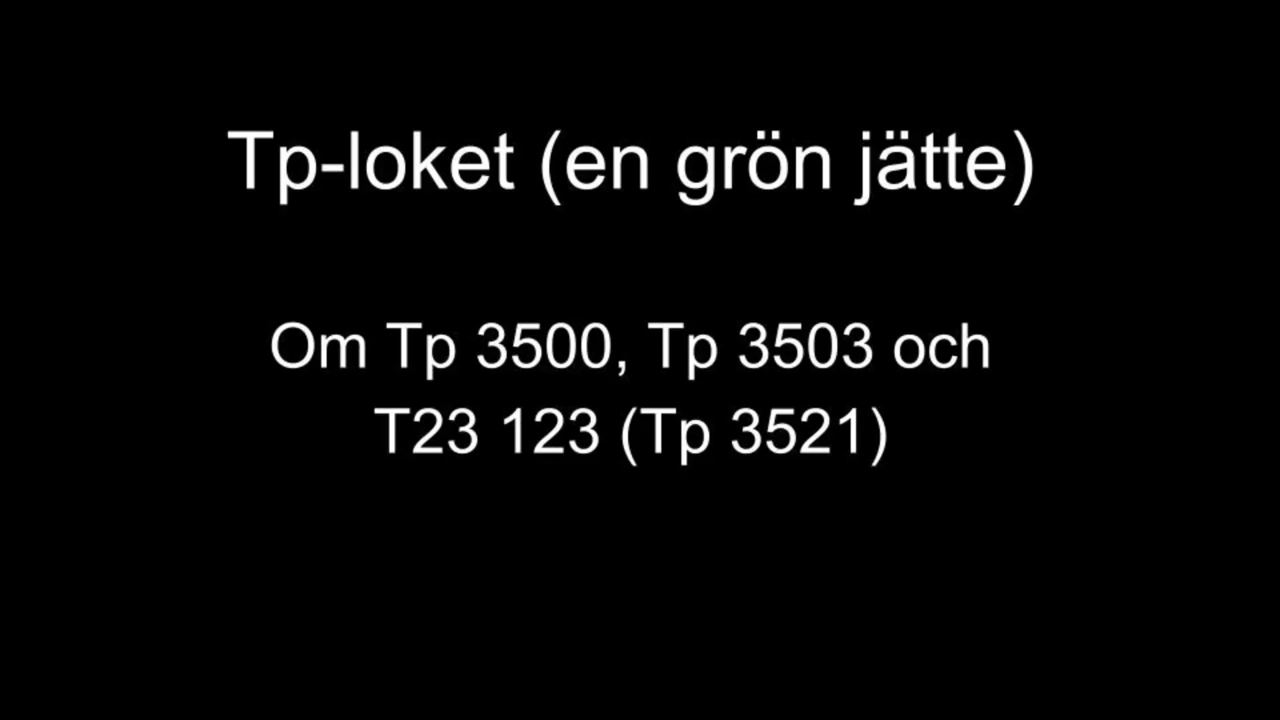 Tp-loket (en grön jätte)
Om Tp 3500, Tp 3503 och
T23 123 (Tp 3521)